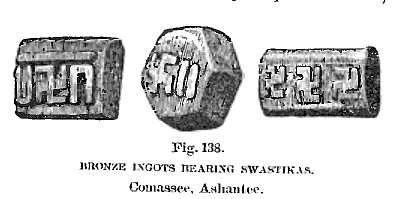 Fig. 138.
BRONZE INGOTS BEARING SWASTIKAS.
Comassee, Ashantee.